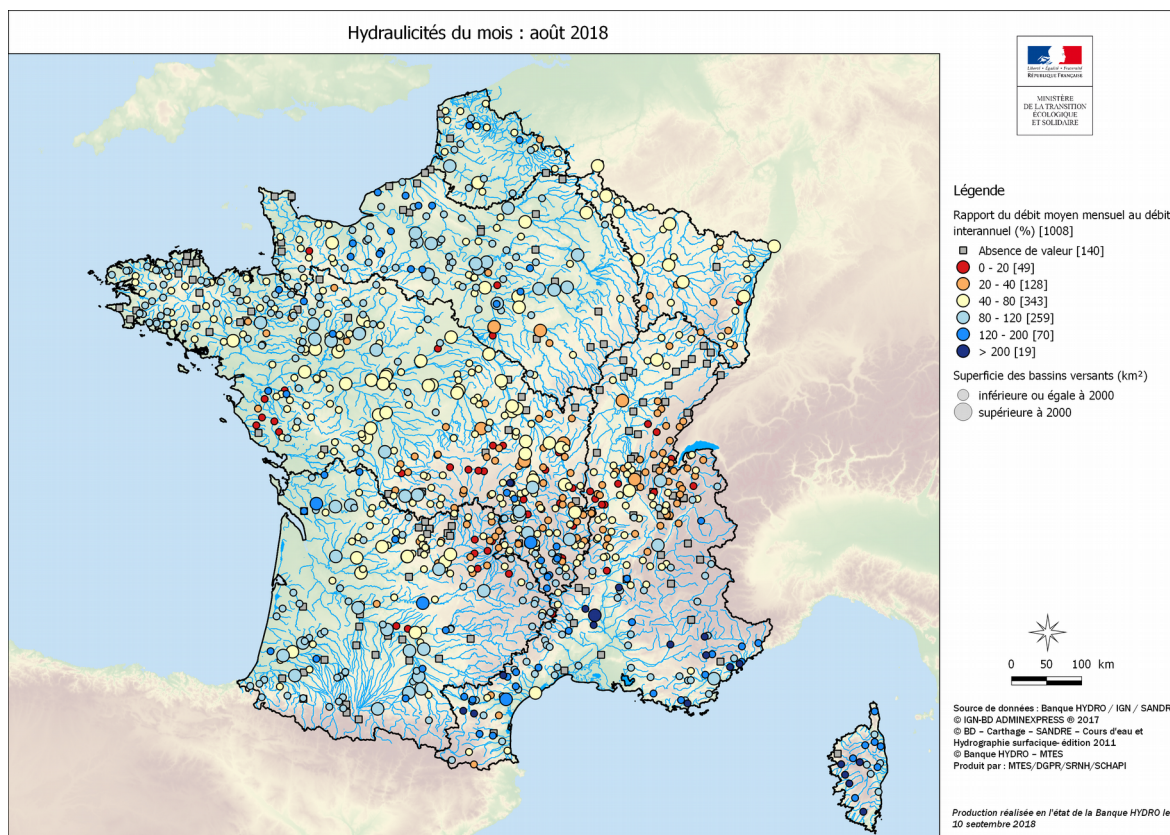 Hydraulicités du mois : août 2018
Liberté • Égalité • Fraternité
RÉPUBLIQUE FRANÇAISE
MINISTÈRE
DE LA TRANSITION
ÉCOLOGIQUE
ET SOLIDAIRE
Légende
Rapport du débit moyen mensuel au débit
interannuel (%) [1008]
Absence de valeur [140]
0 - 20 [49]
20 - 40 [128]
40 - 80 [343]
80 - 120 [259]
120 - 200 [70]
> 200 [19]
Superficie des bassins versants (km²)
inférieure ou égale à 2000
supérieure à 2000
0 50 100 km
Source de données : Banque HYDRO / IGN / SANDRE
© IGN-BD ADMINEXPRESS ® 2017
© BD – Carthage – SANDRE – Cours d'eau et
Hydrographie surfacique- édition 2011
© Banque HYDRO – MTES
Produit par : MTES/DGPR/SRNH/SCHAPI
Production réalisée en l'état de la Banque HYDRO le
10 septembre 2018